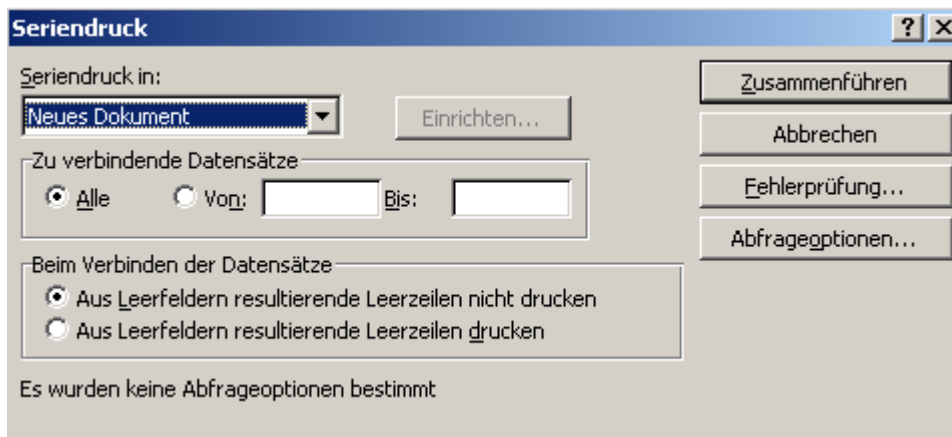 Seriendruck
Seriendruck in:
Neues Dokument
Einrichten...
Zu verbindende Datensätze
Alle Von: Bis:
Beim Verbinden der Datensätze
Aus Leerfeldern resultierende Leerzeilen nicht drucken
Aus Leerfeldern resultierende Leerzeilen drucken
Es wurden keine Abfrageoptionen bestimmt
Zusammenführen
Abbrechen
Fehlerprüfung...
Abfrageoptionen...